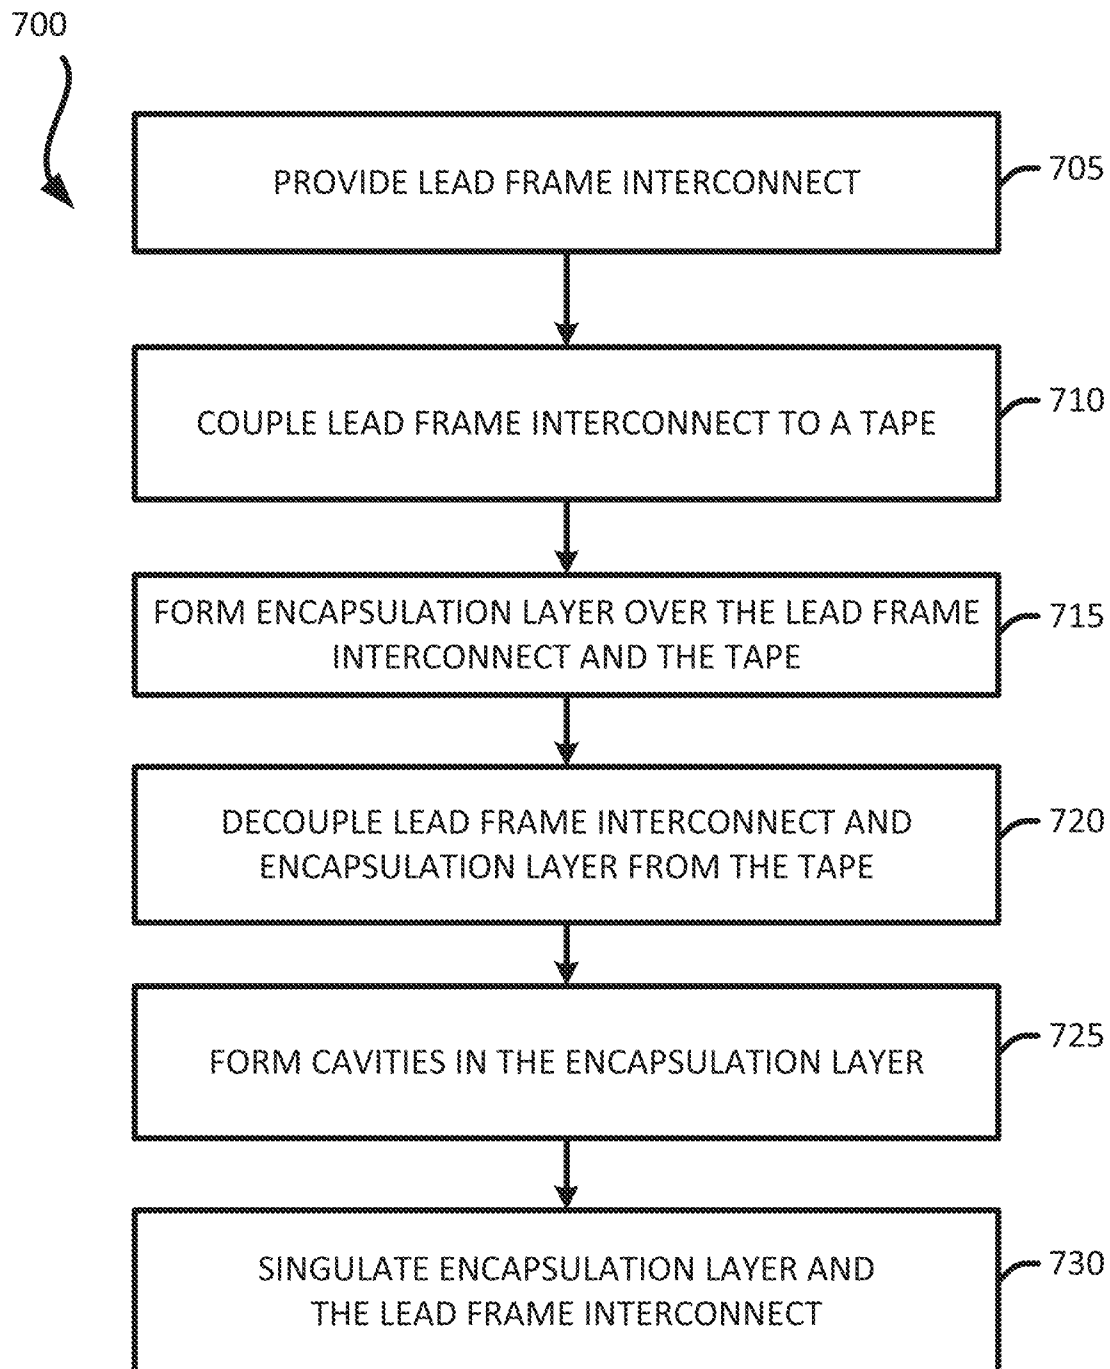 700
PROVIDE LEAD FRAME INTERCONNECT
705
COUPLE LEAD FRAME INTERCONNECT TO A TAPE
710
FORM ENCAPSULATION LAYER OVER THE LEAD FRAME
INTERCONNECT AND THE TAPE
715
DECOUPLE LEAD FRAME INTERCONNECT AND
ENCAPSULATION LAYER FROM THE TAPE
720
FORM CAVITIES IN THE ENCAPSULATION LAYER
725
SINGULATE ENCAPSULATION LAYER AND
THE LEAD FRAME INTERCONNECT
730